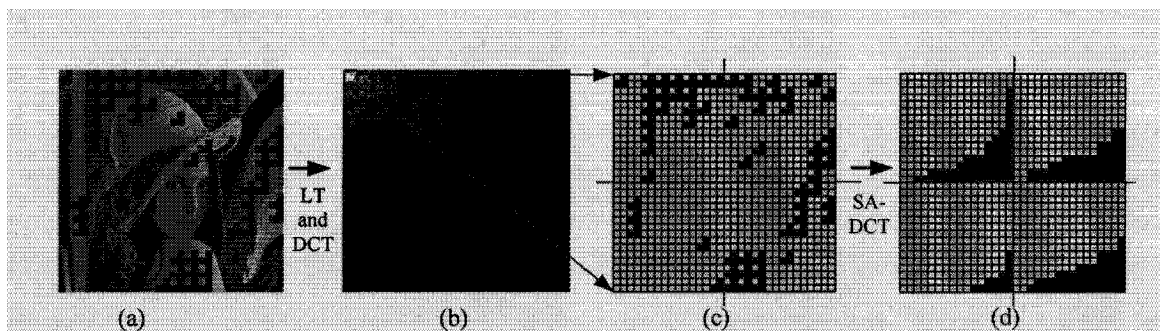 LT
and
DCT
SA-
DCT
(a)
(b)
(c)
(d)